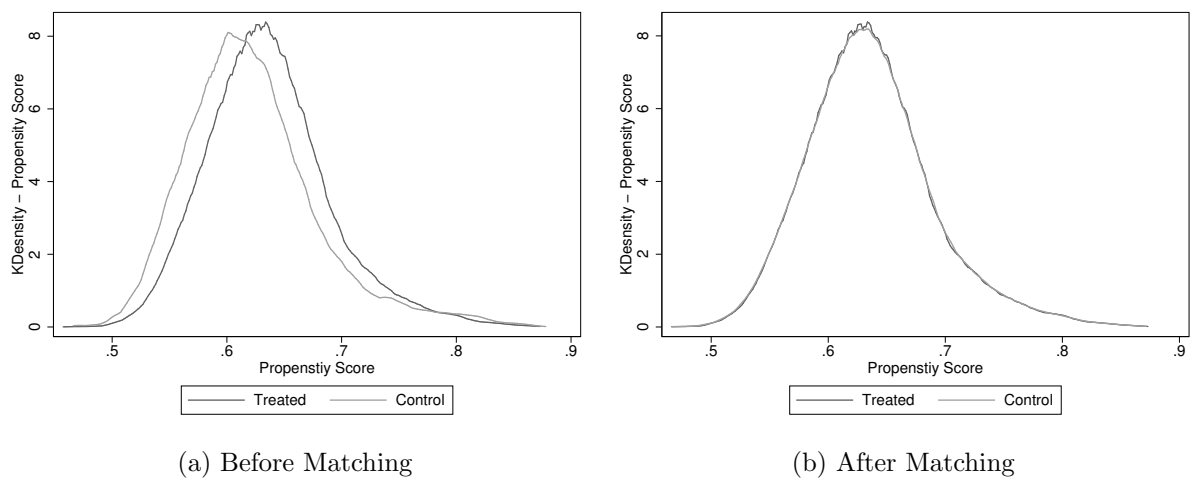 KDesnsity – Propensity Score
8
6
4
2
0
.5 .6 .7 .8 .9
Propenstiy Score
Treated Control
(a) Before Matching
KDesnsity – Propensity Score
8
6
4
2
0
.5 .6 .7 .8 .9
Propenstiy Score
Treated Control
(b) After Matching